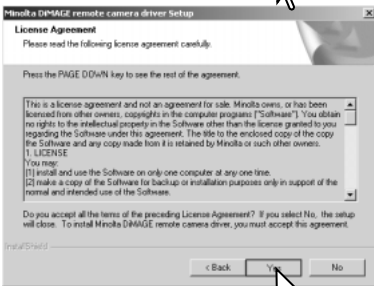 Minolta DiMAGE remote camera driver Setup
License Agreement
Please read the following license agreement carefully.
Press the PAGE DOWN key to see the rest of the agreement.
This is a license agreement and not an agreement for sale. Minolta owns, or has been
licensed from other owners, copyrights in the computer programs ("Software"). You obtain
no rights to the intellectual property in the Software other than the license granted to you
regarding the Software under this agreement. The title to the enclosed copy of the copy
the Software and any copy made from it is retained by Minolta or such other owners.
1. LICENSE
You may:
(1) install and use the Software on only one computer at any one time.
(2) make a copy of the Software for backup or installation purposes only in support of the
normal and intended use of the Software.
Do you accept all the terms of the preceding License Agreement? If you select No, the setup
will close. To install Minolta DiMAGE remote camera driver, you must accept this agreement.
InstallShield
< Back
Yes
No